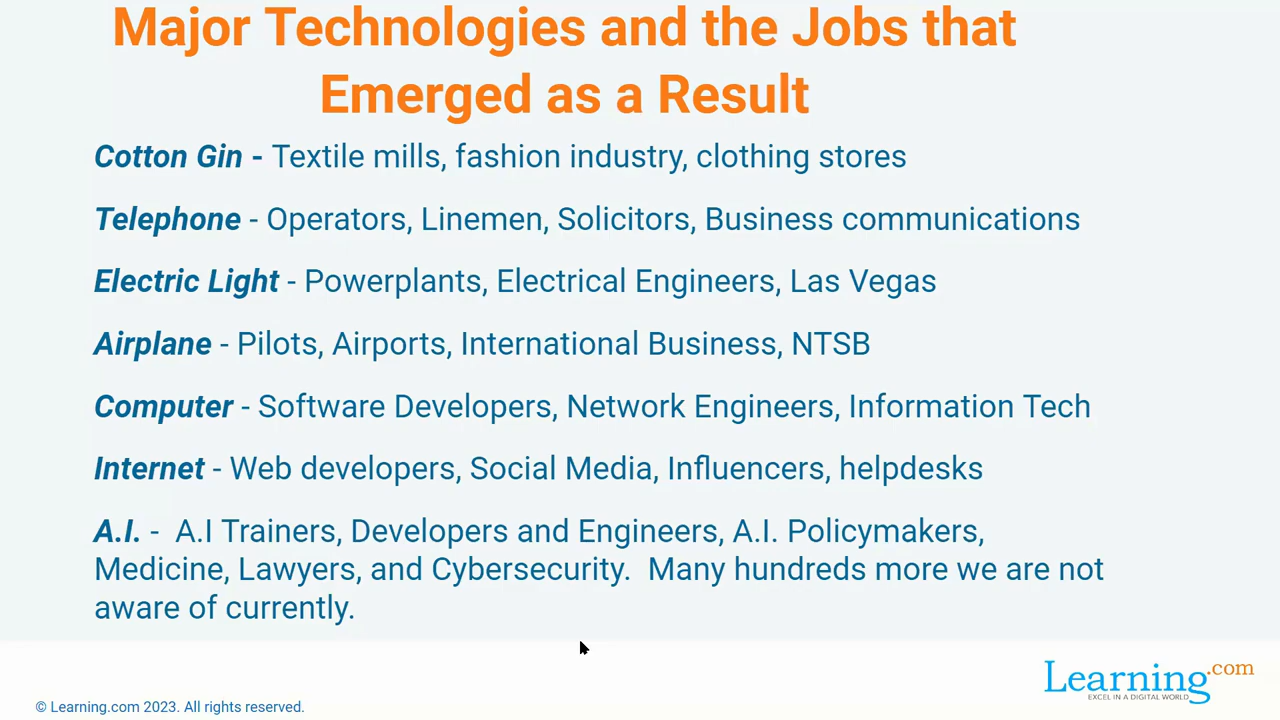 Major Technologies and the Jobs that
Emerged as a Result
Cotton Gin - Textile mills, fashion industry, clothing stores
Telephone - Operators, Linemen, Solicitors, Business communications
Electric Light - Powerplants, Electrical Engineers, Las Vegas
Airplane - Pilots, Airports, International Business, NTSB
Computer - Software Developers, Network Engineers, Information Tech
Internet - Web developers, Social Media, Influencers, helpdesks
A.I. -  A.I Trainers, Developers and Engineers, A.I. Policymakers,
Medicine, Lawyers, and Cybersecurity.  Many hundreds more we are not
aware of currently.
Learning.com
EXCEL IN A DIGITAL WORLD
© Learning.com 2023. All rights reserved.